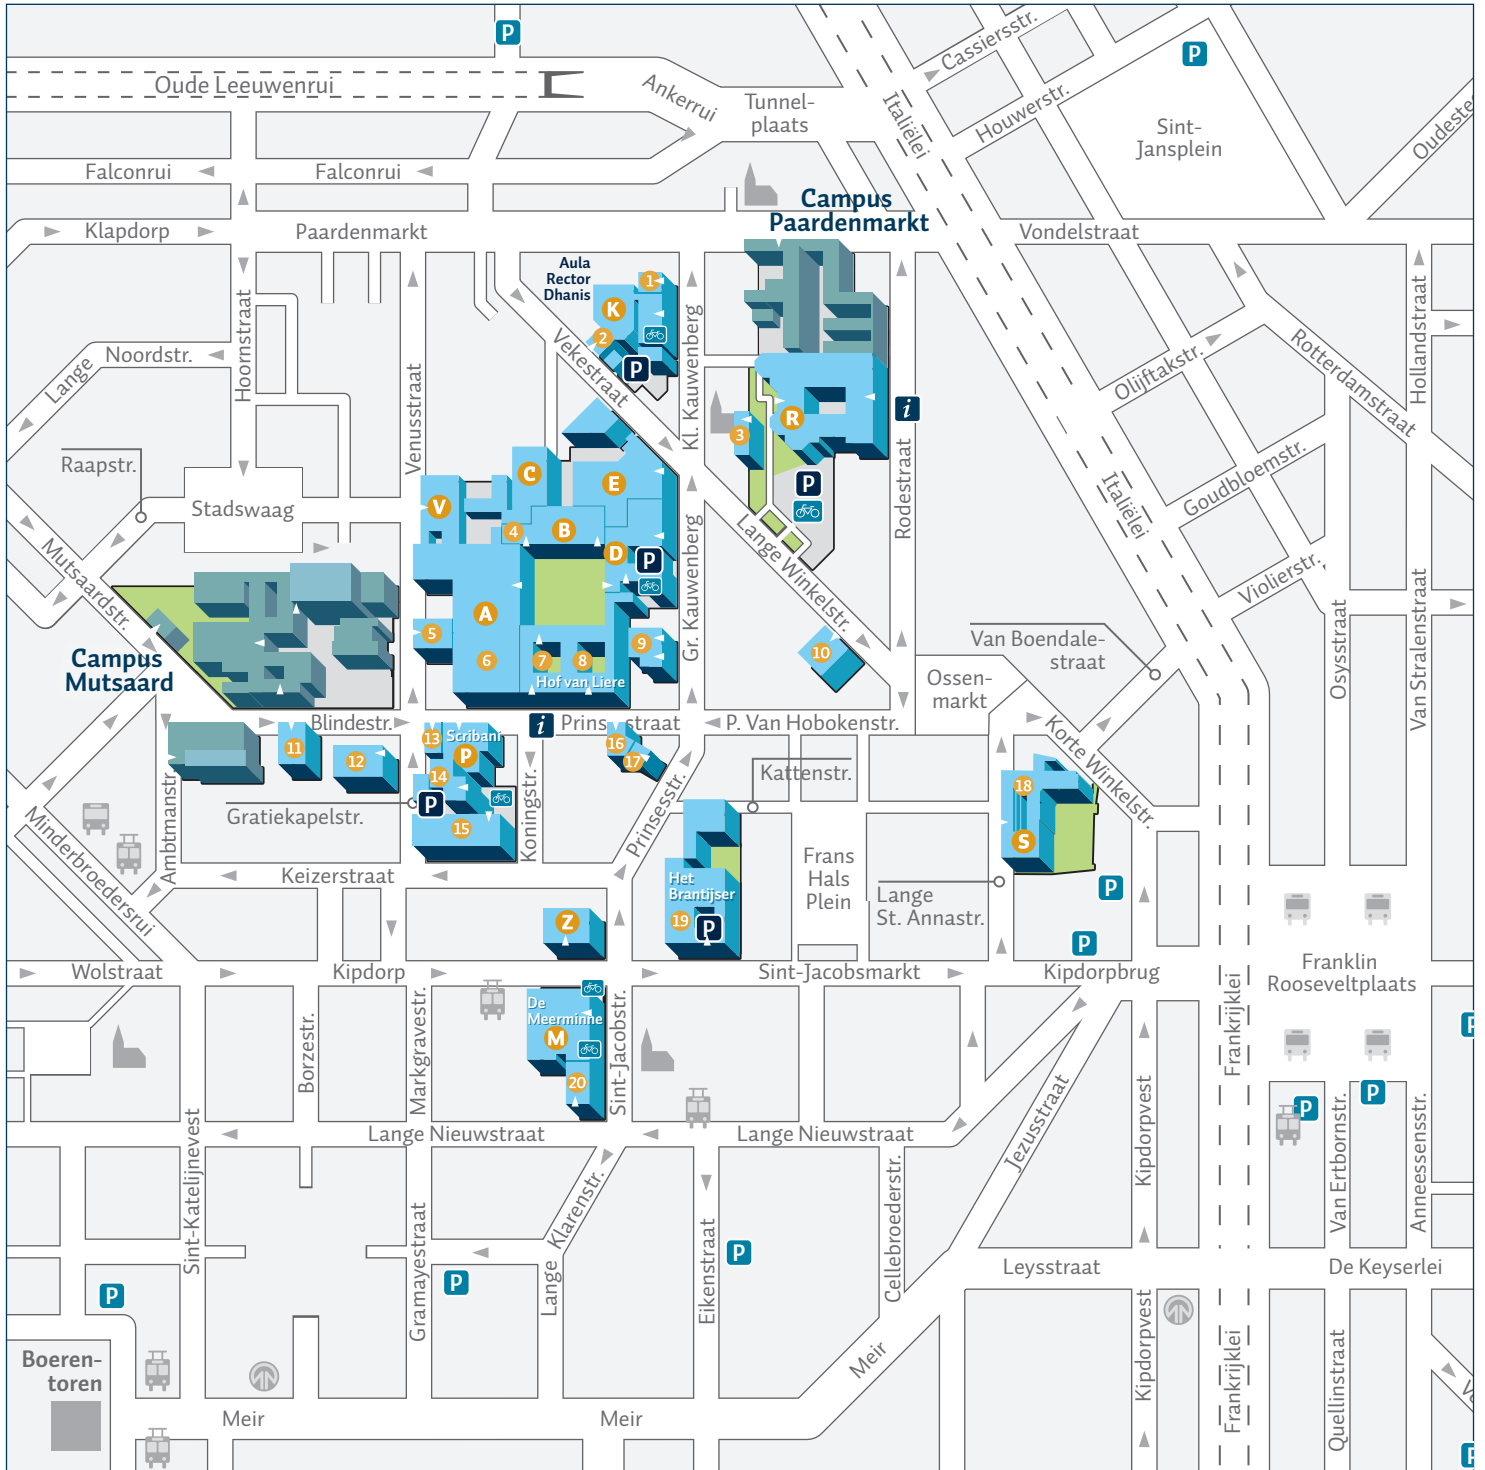 P
P
Cassiersstr.
Oude Leeuwenrui
Ankerrui
Tunnel-
plaats
Italiëlei
Houwerstr.
Sint-
Jansplein
Falconrui
Falconrui
Campus
Paardenmarkt
Klapdorp
Paardenmarkt
Vondelstraat
Aula
Rector
Dhanis
1
K
2
P
Hoornstraat
Noordstr.
Lange
Vekestraat
Kl. Kauwenberg
Olijftakstr.
Rotterdamstraat
Hollandstraat
Venusstraat
R
3
i
P
Rodestraat
Raapstr.
Stadswaag
C
E
V
4
B
D
P
Gr. Kauwenberg
Lange Winkelstr.
Italiëlei
Goudbloemstr.
Violierstr.
Mutsaardstr.
Campus
Mutsaard
A
5
6
7
8
9
Hof van Liere
10
Van Boendale-
straat
Ossen-
markt
Osysstraat
Van Stralenstraat
Blindestr.
i
Prinsstraat
P. Van Hobokenstr.
Korte Winkelstr.
11
12
13
Scribani
P
14
P
15
16
17
Kattenstr.
18
S
Gratiekapelstr.
Koningstr.
Prinsesstr.
Ambtmanstr.
Minderbroedersrui
Keizerstraat
Frans
Hals
Plein
Het
Brantijser
19
P
Lange
St. Annastr.
P
P
Z
Wolstraat
Kipdorp
Sint-Jacobsmarkt
Kipdorpbrug
Franklin
Rooseveltplaats
De
Meerminne
M
20
Borzestr.
Markgravestr.
Sint-Jacobstr.
Frankrijklei
Jezusstraat
Kipdorpvest
P
P
Van Ertbornstr.
Anneessensstr.
Lange Nieuwstraat
Lange Nieuwstraat
Sint-Katelijnevest
Gramayestraat
Lange
Klarenstr.
Eikenstraat
Cellebroederstr.
P
P
P
Leysstraat
De Keyserlei
Boeren-
toren
Meir
Meir
Meir
Kipdorpvest
Frankrijklei
Quellinstraat